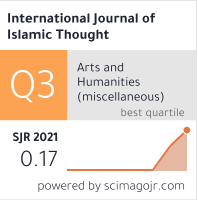 International Journal of
Islamic Thought
Q3
Arts and
Humanities
(miscellaneous)
best quartile
SJR 2021
0.17
powered by scimagojr.com